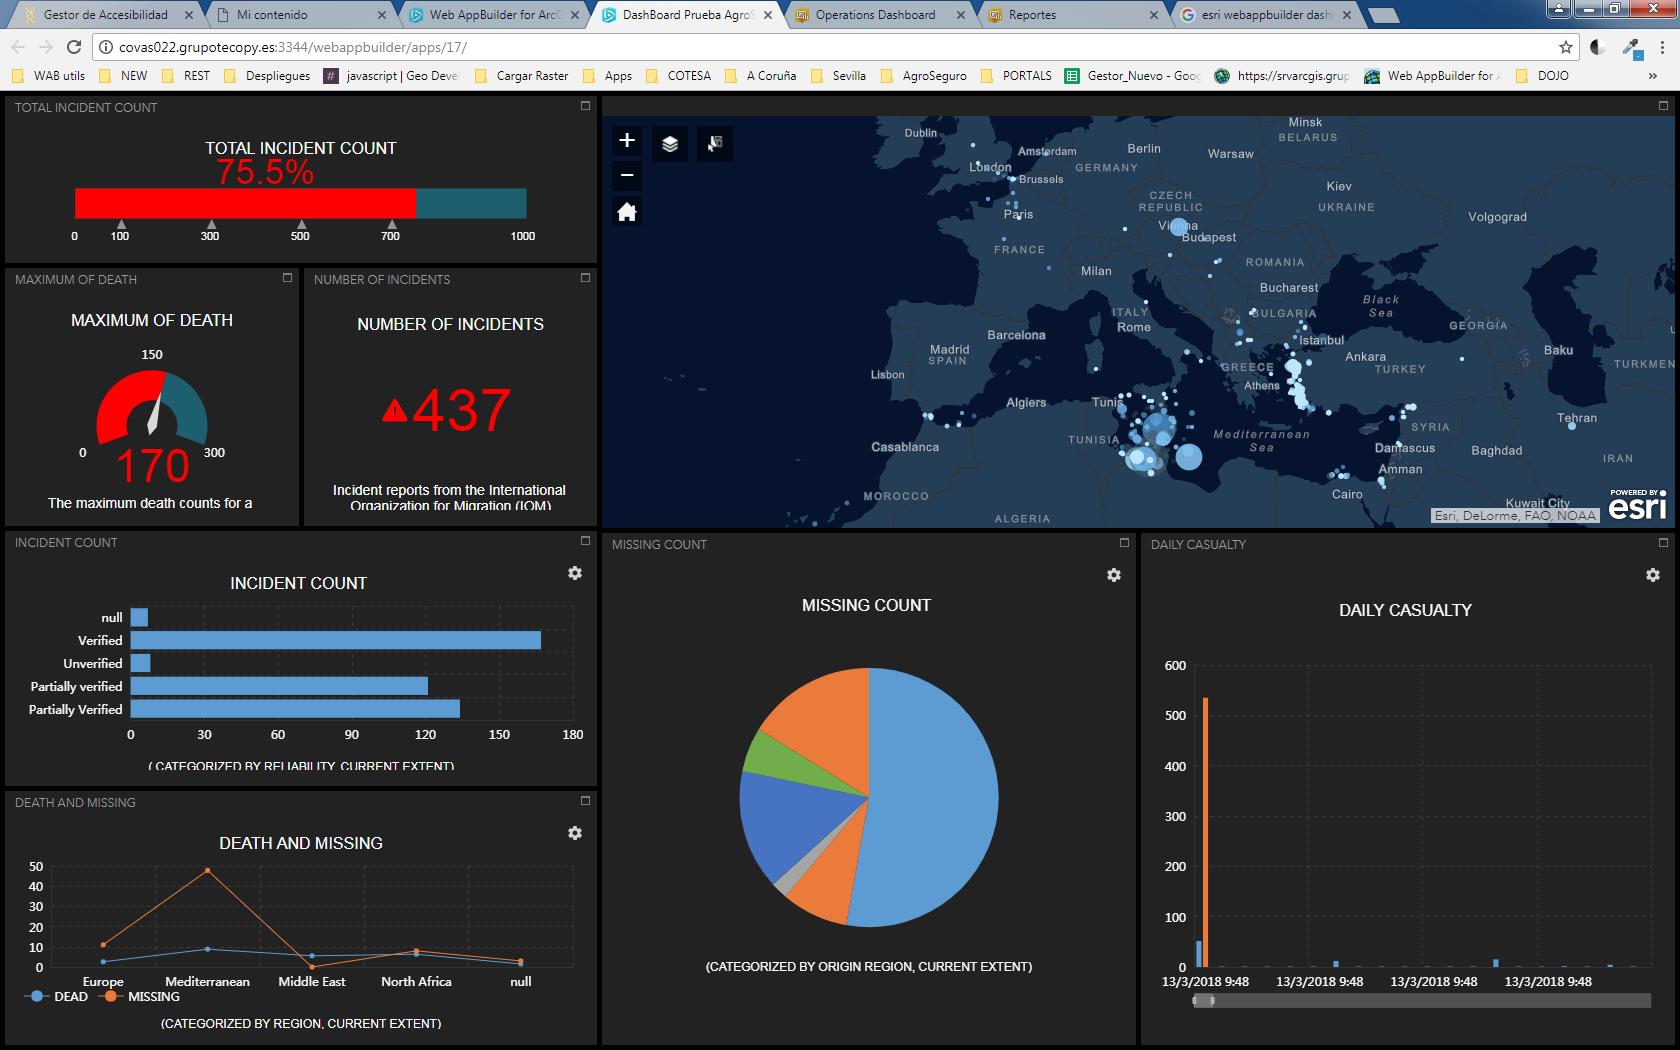 Gestor de Accesibilidad
Mi contenido
Web AppBuilder for ArcG
DashBoard Prueba AgroS
Operations Dashboard
Reportes
esri webappbuilder dash
covas022.grupotecopy.es:3344/webappbuilder/apps/17/
WAB utils NEW REST Despliegues javascript | Geo Deve Cargar Raster Apps COTESA A Coruña Sevilla AgroSeguro PORTALS Gestor_Nuevo - Goog https://srvarcgis.grup Web AppBuilder for A DOJO »
TOTAL INCIDENT COUNT
TOTAL INCIDENT COUNT
75.5%
0 100 300 500 700 1000
MAXIMUM OF DEATH
MAXIMUM OF DEATH
150
0 300
170
The maximum death counts for a
NUMBER OF INCIDENTS
NUMBER OF INCIDENTS
437
Incident reports from the International
Organization for Migration (IOM)
INCIDENT COUNT
INCIDENT COUNT
null
Verified
Unverified
Partially verified
Partially Verified
0 30 60 90 120 150 180
( CATEGORIZED BY RELIABILITY, CURRENT EXTENT)
DEATH AND MISSING
DEATH AND MISSING
50
40
30
20
10
0
Europe Mediterranean Middle East North Africa null
DEAD MISSING
(CATEGORIZED BY REGION, CURRENT EXTENT)
+
−
Dublin
London
Amsterdam
Brussels
Paris
FRANCE
GERMANY
Berlin
Warsaw
Minsk
BELARUS
CZECH
REPUBLIC
Vienna
Budapest
Kiev
UKRAINE
Volgograd
Milan
ROMANIA
Bucharest
ITALY
Rome
BULGARIA
Black
Sea
GEORGIA
Istanbul
Baku
TURKMEN
Barcelona
Madrid
SPAIN
Lisbon
GREECE
Athens
Ankara
TURKEY
Algiers
Tunis
TUNISIA
Mediterranean
Sea
SYRIA
Damascus
Amman
Baghdad
Tehran
IRAN
Casablanca
MOROCCO
ALGERIA
Cairo
Kuwait City
Esri, DeLorme, FAO, NOAA
POWERED BY
esri
MISSING COUNT
MISSING COUNT
(CATEGORIZED BY ORIGIN REGION, CURRENT EXTENT)
DAILY CASUALTY
DAILY CASUALTY
600
500
400
300
200
100
0
13/3/2018 9:48 13/3/2018 9:48 13/3/2018 9:48 13/3/2018 9:48